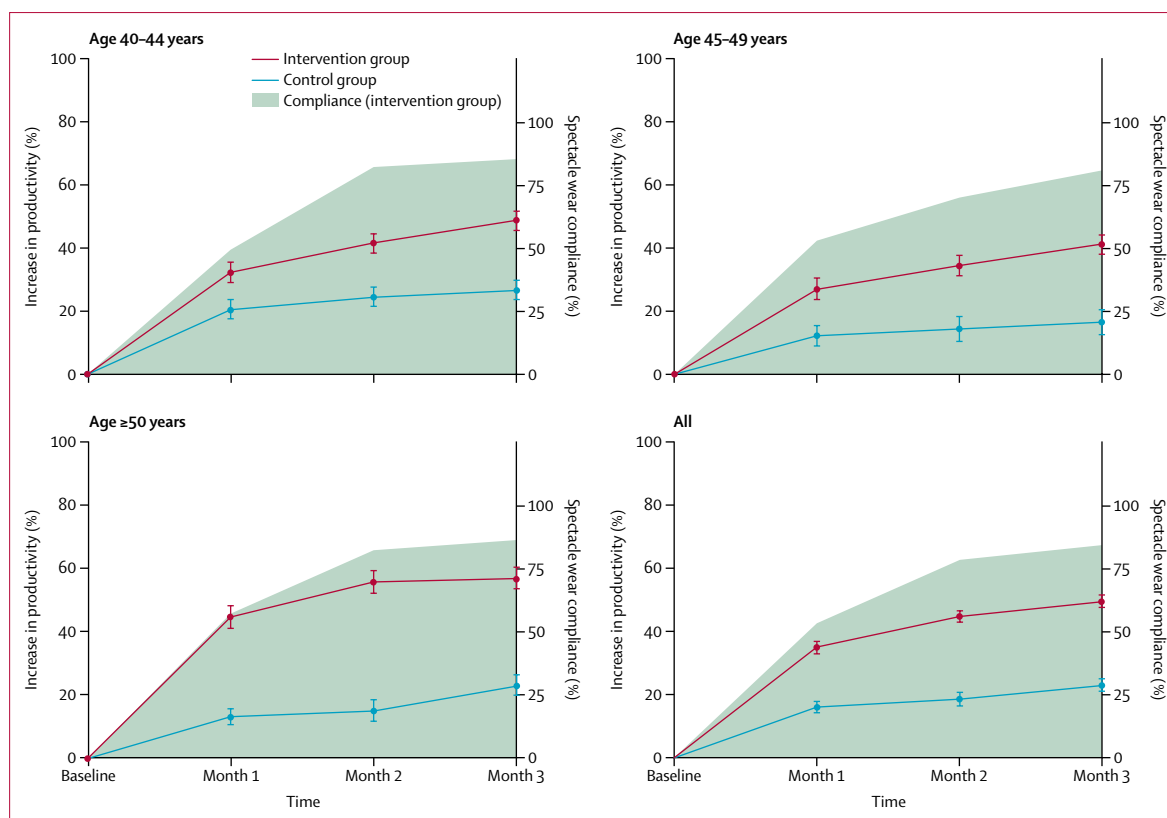 Age 40–44 years
Intervention group
Control group
Compliance (intervention group)
Increase in productivity (%)
100
80
60
40
20
0
Spectacle wear compliance (%)
100
75
50
25
0
Age 45–49 years
Increase in productivity (%)
100
80
60
40
20
0
Spectacle wear compliance (%)
100
75
50
25
0
Age ≥50 years
Increase in productivity (%)
100
80
60
40
20
0
Spectacle wear compliance (%)
100
75
50
25
0
Baseline Month 1 Month 2 Month 3
Time
All
Increase in productivity (%)
100
80
60
40
20
0
Spectacle wear compliance (%)
100
75
50
25
0
Baseline Month 1 Month 2 Month 3
Time